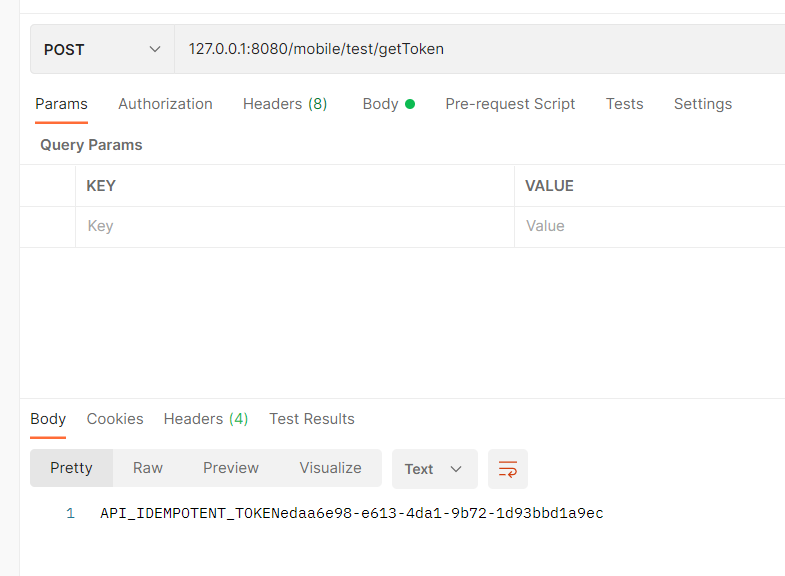 POST 127.0.0.1:8080/mobile/test/getToken
Params Authorization Headers (8) Body Pre-request Script Tests Settings
Query Params
KEY VALUE
Key Value
Body Cookies Headers (4) Test Results
Pretty Raw Preview Visualize Text
1 API_IDEMPOTENT_TOKENedaa6e98-e613-4da1-9b72-1d93bbd1a9ec